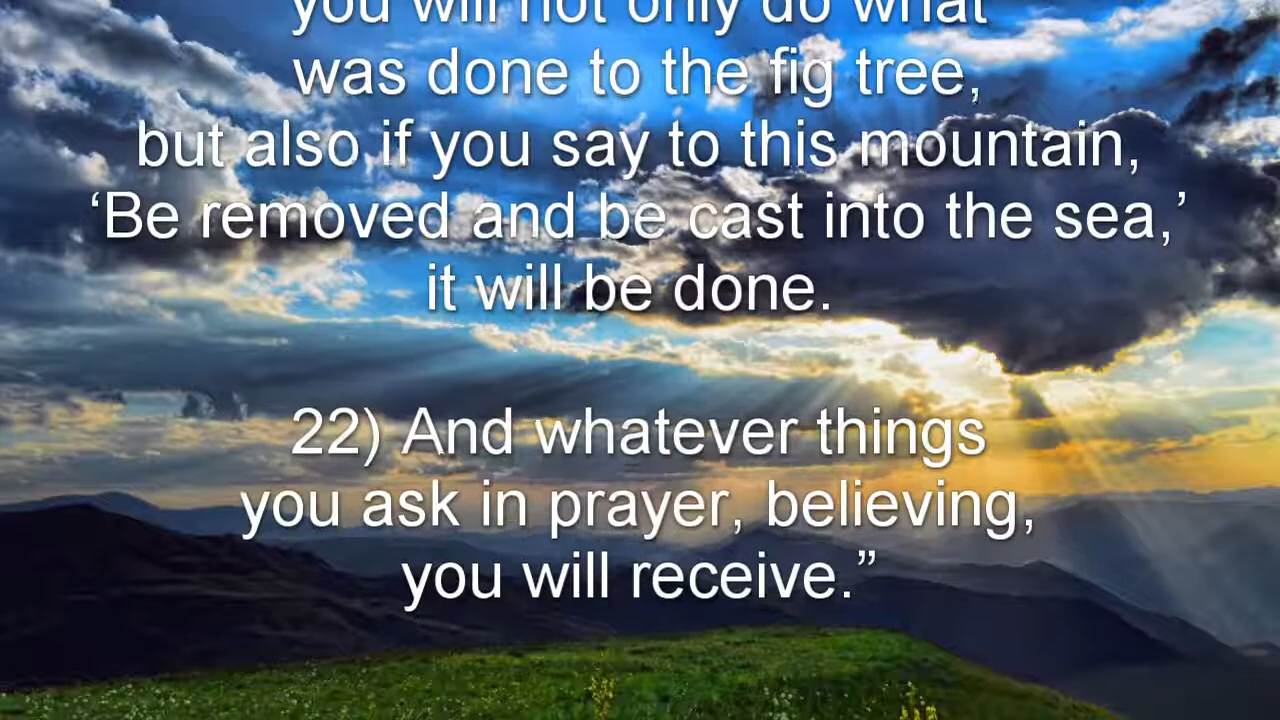 you will not only do what
was done to the fig tree,
but also if you say to this mountain,
‘Be removed and be cast into the sea,’
it will be done.
22) And whatever things
you ask in prayer, believing,
you will receive.”